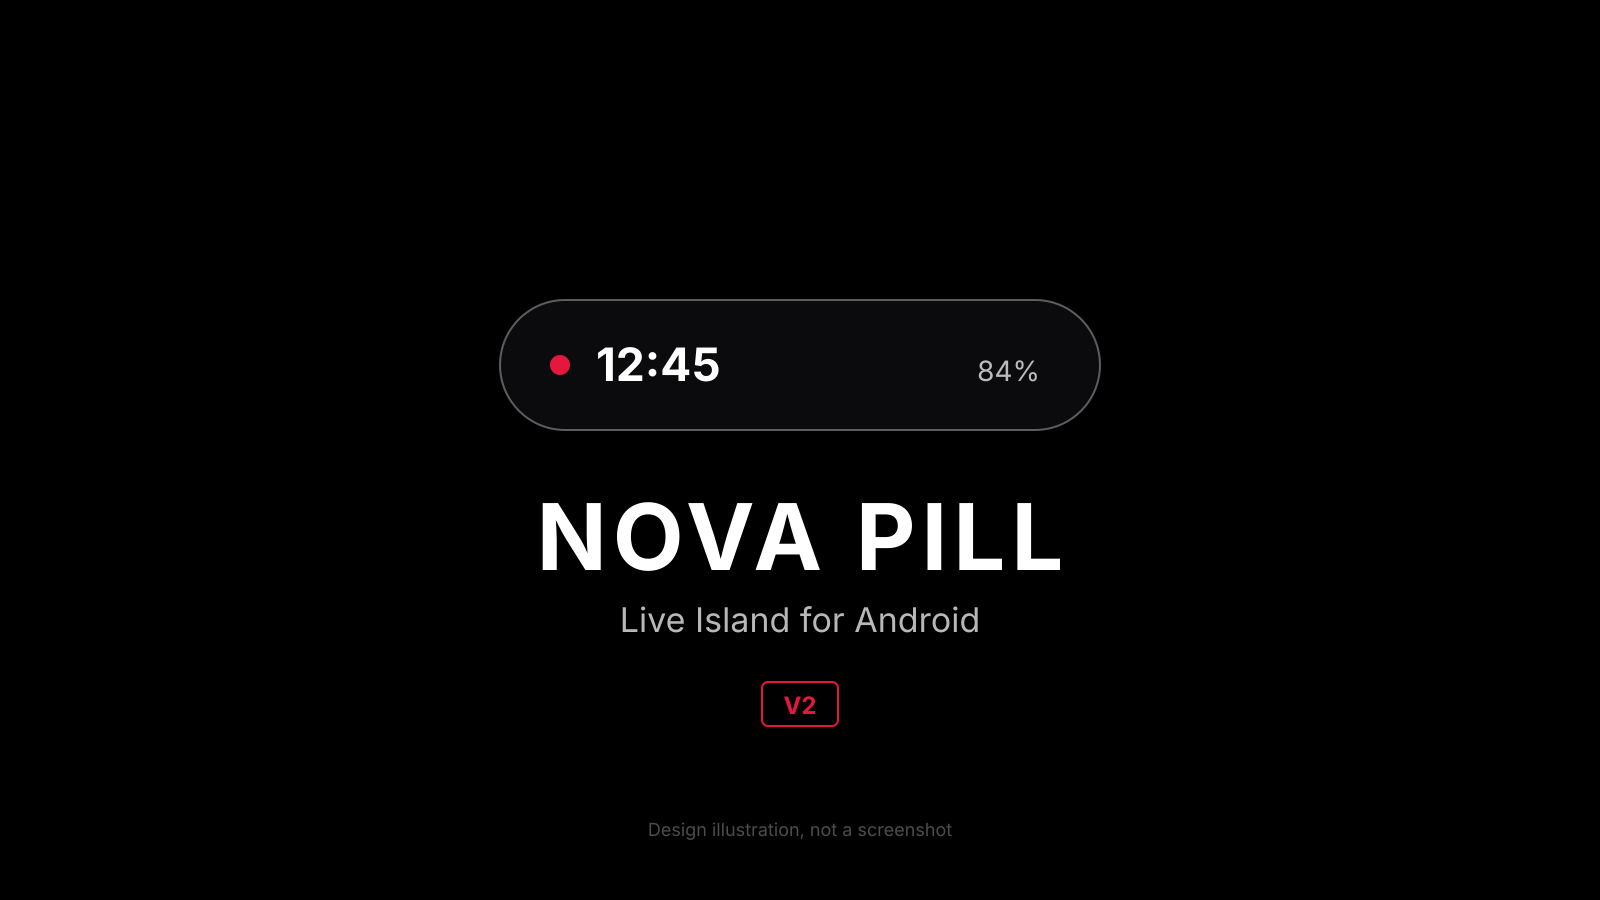 12:45 84%
NOVA PILL
Live Island for Android
V2
Design illustration, not a screenshot